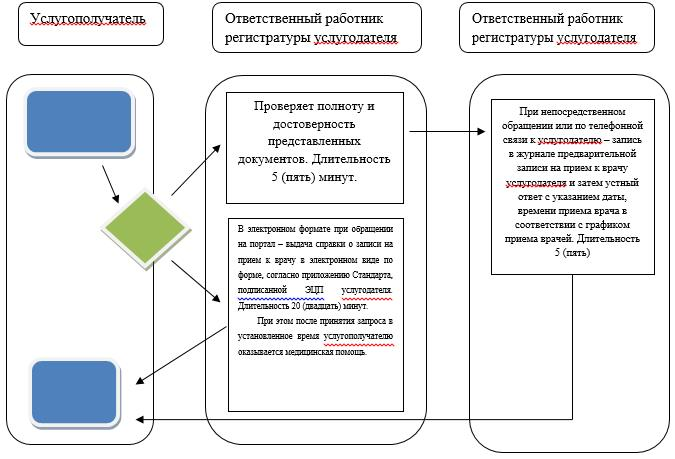 Услугополучатель
Ответственный работник
регистратуры услугодателя
Ответственный работник
регистратуры услугодателя
Проверяет полноту и
достоверность
представленных
документов. Длительность
5 (пять) минут.
В электронном формате при обращении
на портал – выдача справки о записи на
прием к врачу в электронном виде по
форме, согласно приложению Стандарта,
подписанной ЭЦП услугодателя.
Длительность 20 (двадцать) минут.
При этом после принятия запроса в
установленное время услугополучателю
оказывается медицинская помощь.
При непосредственном
обращении или по телефонной
связи к услугодателю – запись
в журнале предварительной
записи на прием к врачу
услугодателя и затем устный
ответ с указанием даты,
времени приема врача в
соответствии с графиком
приема врачей. Длительность
5 (пять)